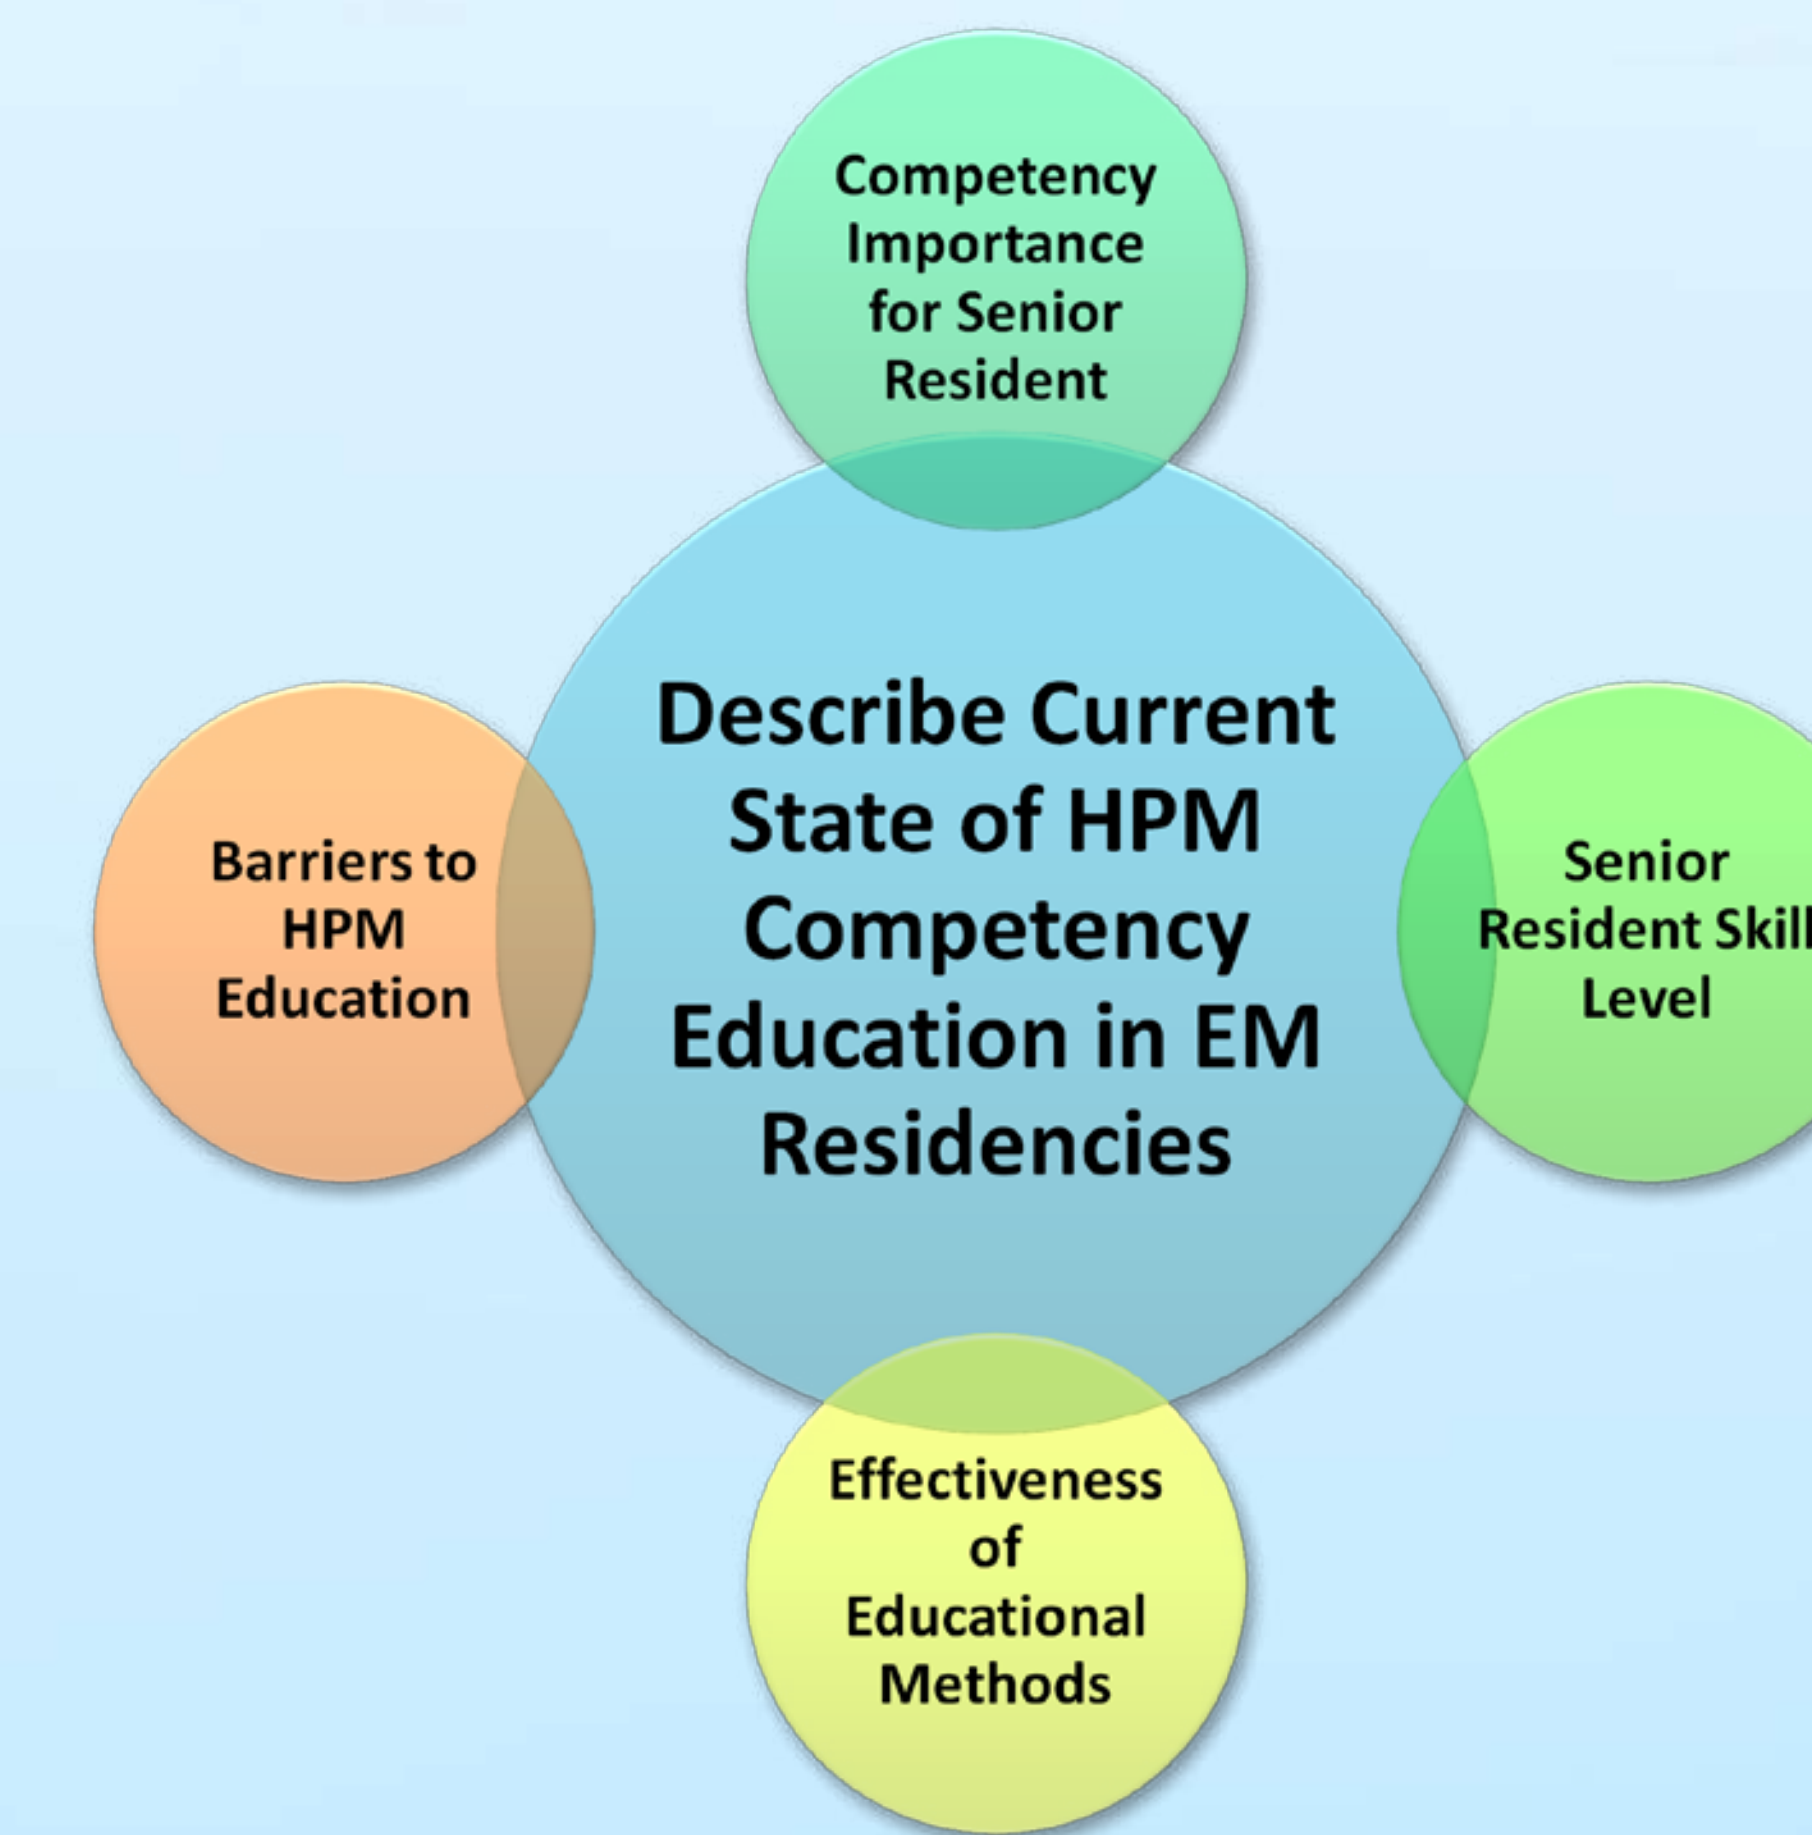 Competency
Importance
for Senior
Resident
Describe Current
State of HPM
Competency
Education in EM
Residencies
Barriers to
HPM
Education
Senior
Resident Skill
Level
Effectiveness
of
Educational
Methods